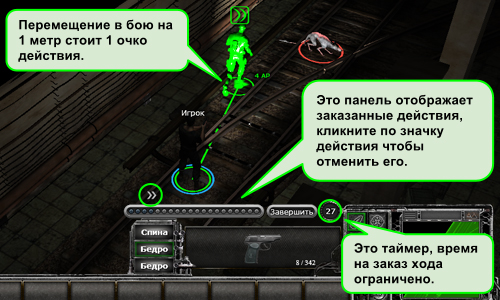 Перемещение в бою на
1 метр стоит 1 очко
действия.
4 AP
Игрок
Это панель отображает
заказанные действия,
кликните по значку
действия чтобы
отменить его.
Завершить
27
Спина
Бедро
Бедро
8 / 342
Это таймер, время
на заказ хода
ограничено.